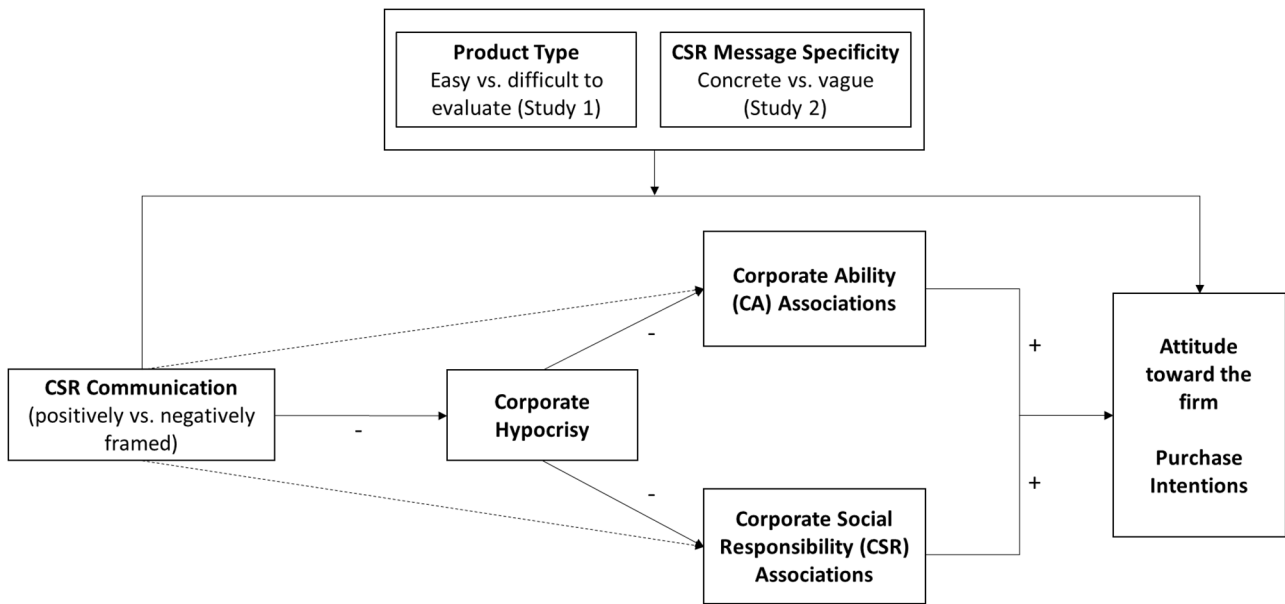 Product Type
Easy vs. difficult to
evaluate (Study 1)
CSR Message Specificity
Concrete vs. vague
(Study 2)
Corporate Ability
(CA) Associations
-
+
CSR Communication
(positively vs. negatively
framed)
-
Corporate
Hypocrisy
Attitude
toward the
firm
Purchase
Intentions
-
+
Corporate Social
Responsibility (CSR)
Associations